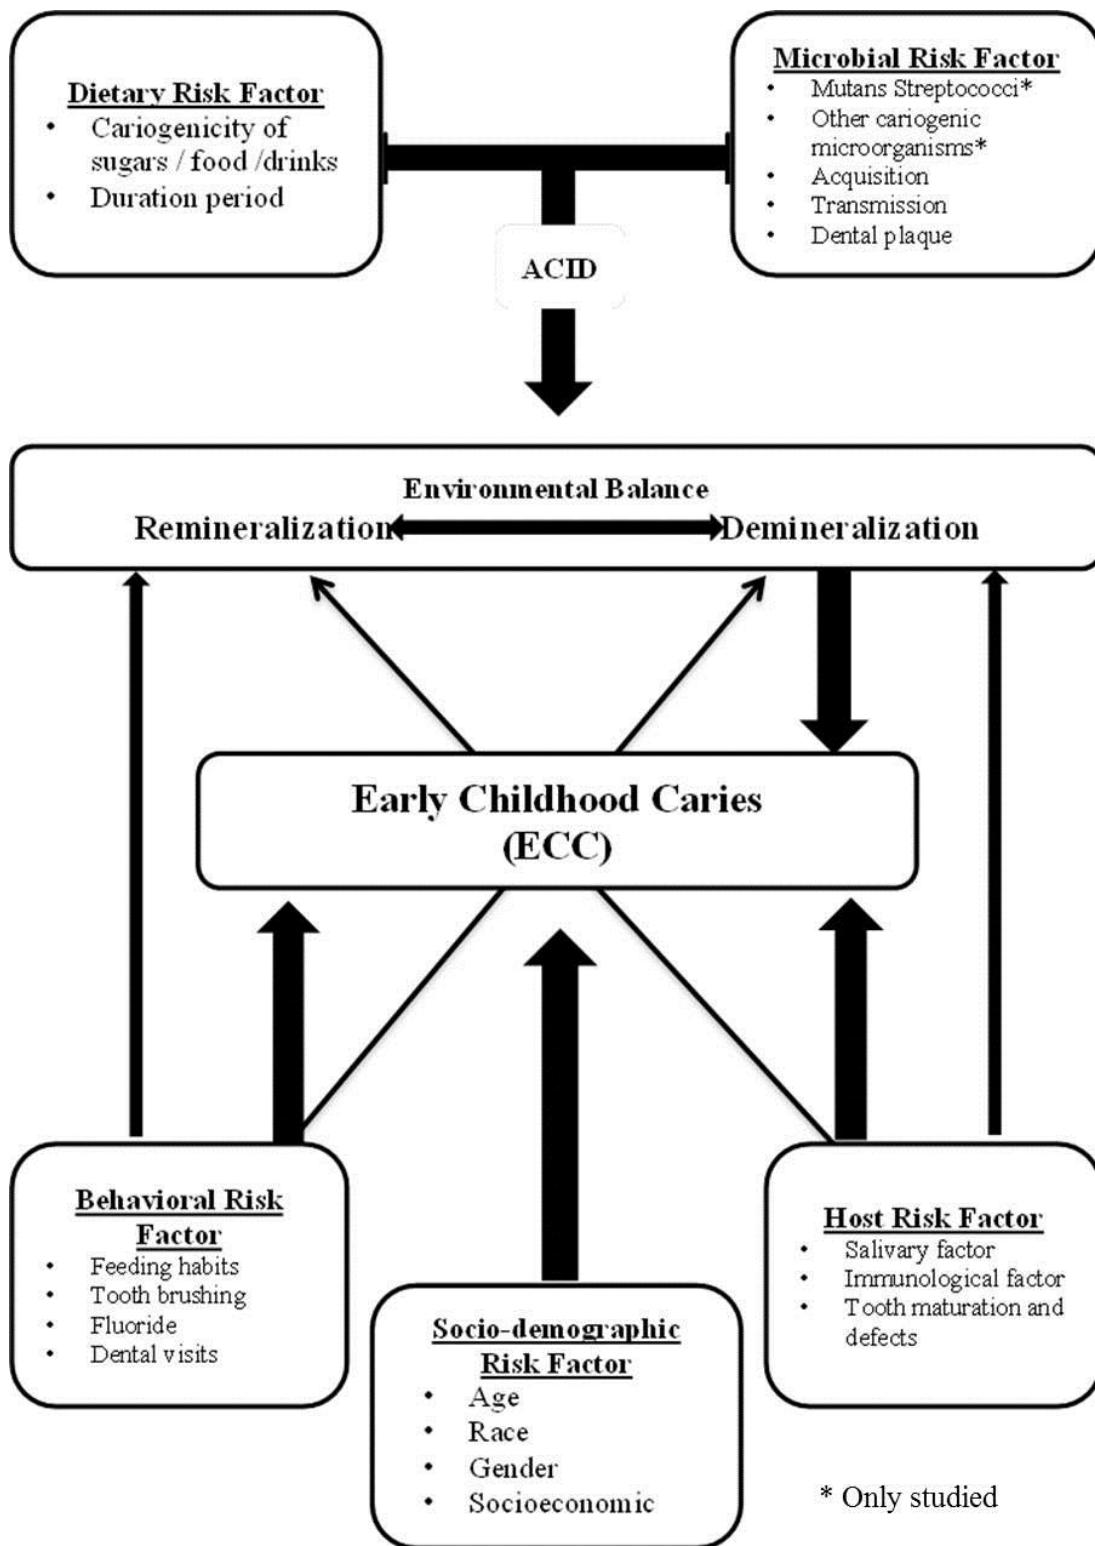 Dietary Risk Factor
• Cariogenicity of
sugars / food /drinks
• Duration period
Microbial Risk Factor
• Mutans Streptococci*
• Other cariogenic
microorganisms*
• Acquisition
• Transmission
• Dental plaque
ACID
Environmental Balance
Remineralization Demineralization
Early Childhood Caries
(ECC)
Behavioral Risk
Factor
• Feeding habits
• Tooth brushing
• Fluoride
• Dental visits
Socio-demographic
Risk Factor
• Age
• Race
• Gender
• Socioeconomic
Host Risk Factor
• Salivary factor
• Immunological factor
• Tooth maturation and
defects
* Only studied